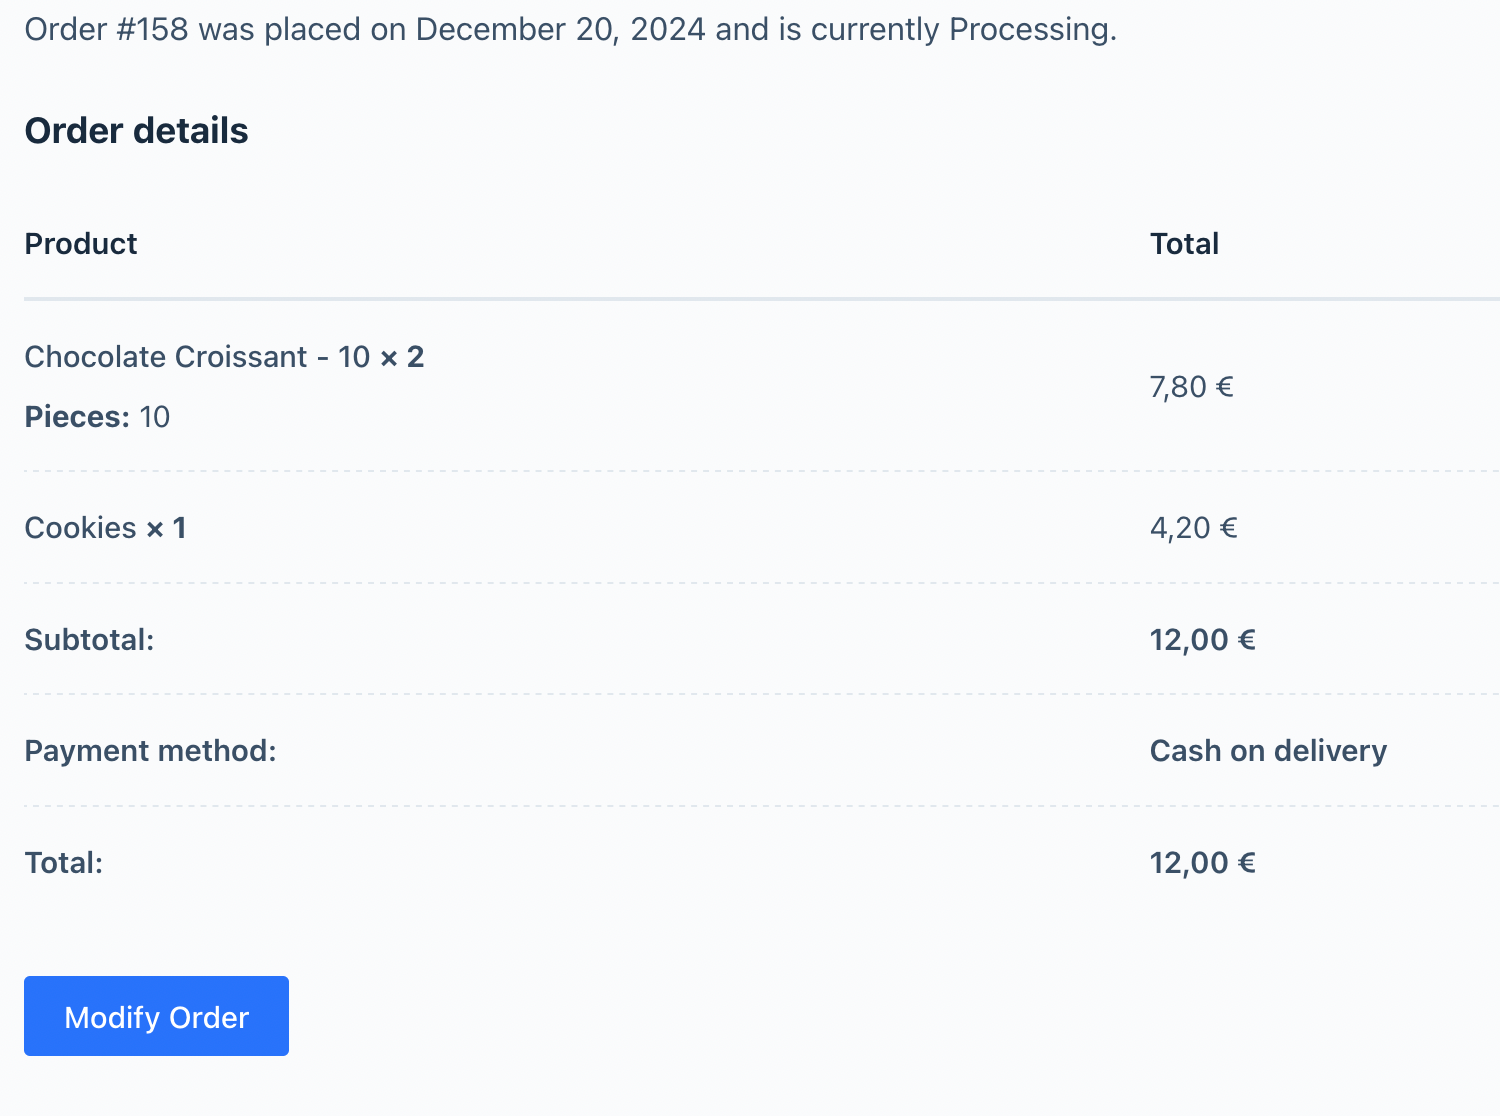 Order #158 was placed on December 20, 2024 and is currently Processing.
Order details
Product Total
Chocolate Croissant - 10 × 2
Pieces: 10
7,80 €
Cookies × 1 4,20 €
Subtotal: 12,00 €
Payment method: Cash on delivery
Total: 12,00 €
Modify Order